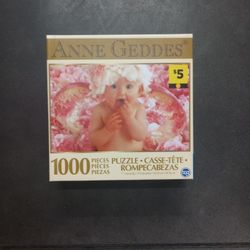 ANNE GEDDES®
$5
1000 PIECES PUZZLE • CASSE-TÊTE •
PIÈCES ROMPECABEZAS
PIEZAS